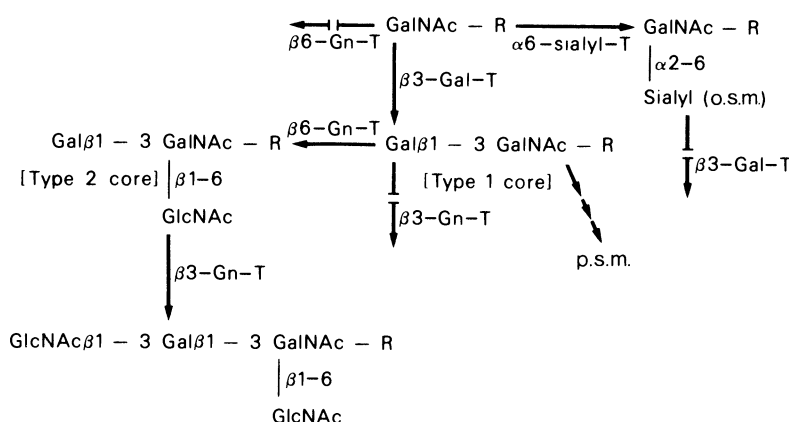 GalNAc – R
α6–sialyl–T
GalNAc – R
β6–Gn–T
β3–Gal–T
α2–6
Sialyl (o.s.m.)
β6–Gn–T
Galβ1 – 3 GalNAc – R
Galβ1 – 3 GalNAc – R
β3–Gal–T
[Type 2 core]
β1–6
[Type 1 core]
GlcNAc
β3–Gn–T
p.s.m.
β3–Gn–T
GlcNAcβ1 – 3 Galβ1 – 3 GalNAc – R
β1–6
GlcNAc